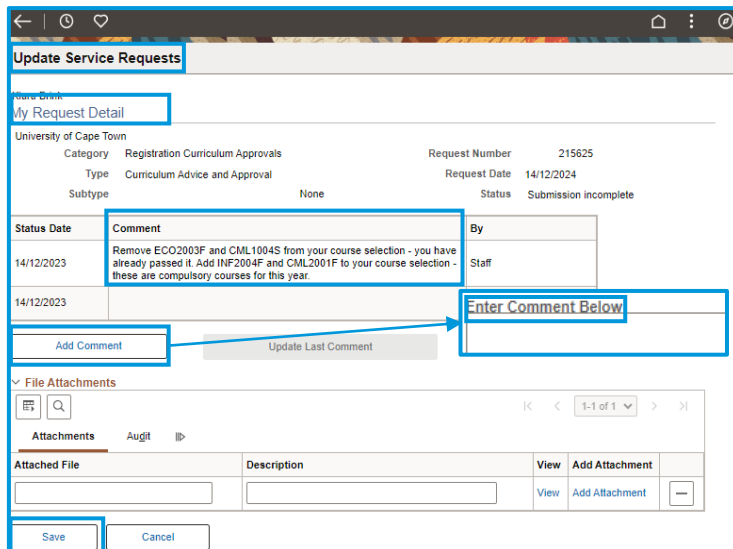 Update Service Requests
Kiara Brink
My Request Detail
University of Cape Town
Category Registration Curriculum Approvals Request Number 215625
Type Curriculum Advice and Approval Request Date 14/12/2024
Subtype None Status Submission incomplete
Status Date Comment By
14/12/2023 Remove ECO2003F and CML1004S from your course selection - you have
already passed it. Add INF2004F and CML2001F to your course selection -
these are compulsory courses for this year.
Staff
14/12/2023
Enter Comment Below
Add Comment Update Last Comment
File Attachments
1-1 of 1
Attachments Audit
Attached File Description View Add Attachment
View Add Attachment
Save Cancel